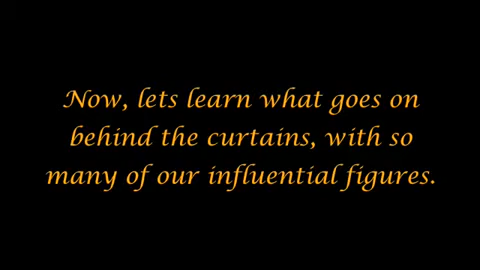 Now, lets learn what goes on
behind the curtains, with so
many of our influential figures.